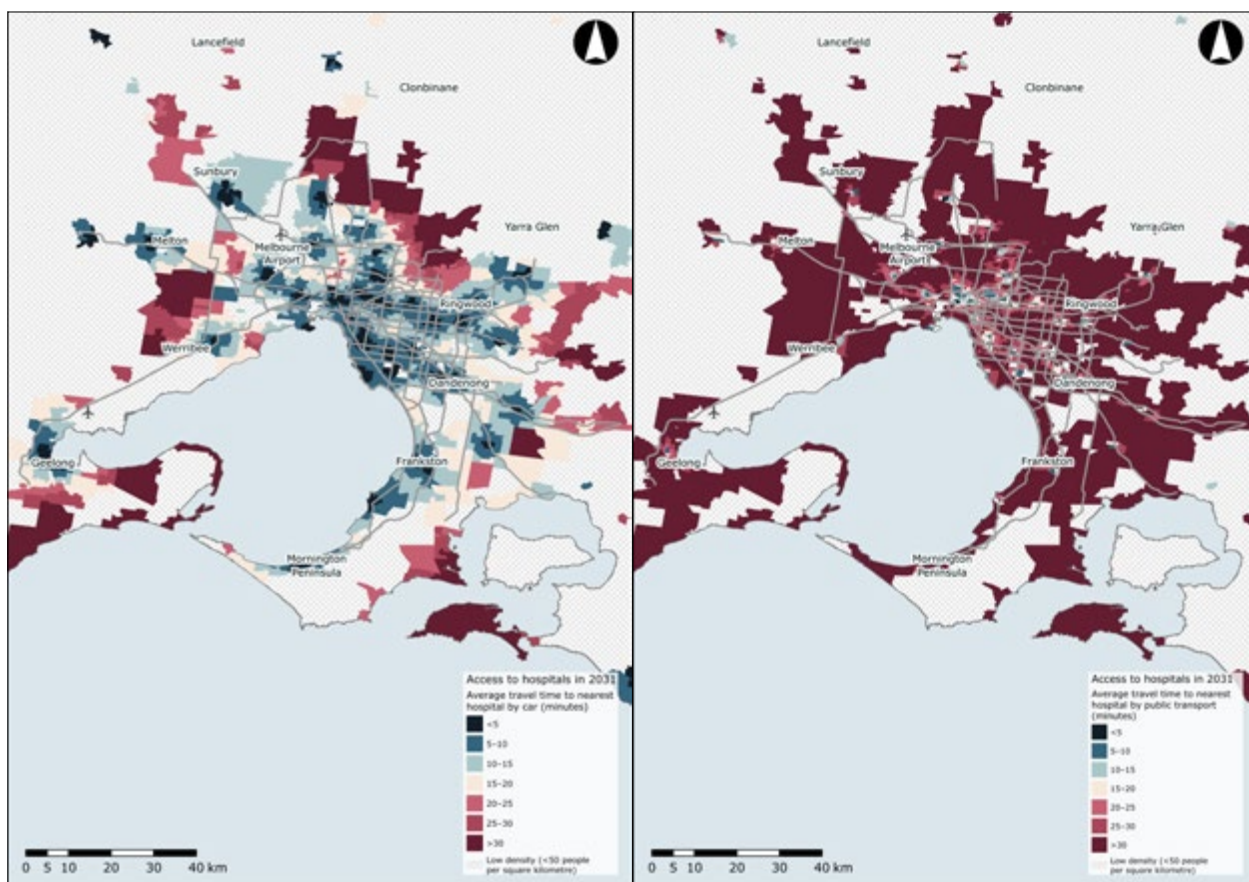 Lancefield
Clonbinane
Sunbury
Yarra Glen
Melton
Melbourne
Airport
Ringwood
Werribee
Dandenong
Geelong
Frankston
Mornington
Peninsula
Access to hospitals in 2031
Average travel time to nearest
hospital by car (minutes)
<5
5–10
10–15
15–20
20–25
25–30
>30
Low density (<50 people
per square kilometre)
0 5 10 20 30 40 km
Lancefield
Clonbinane
Sunbury
Yarra Glen
Melton
Melbourne
Airport
Ringwood
Werribee
Dandenong
Geelong
Frankston
Mornington
Peninsula
Access to hospitals in 2031
Average travel time to nearest
hospital by public transport
(minutes)
<5
5–10
10–15
15–20
20–25
25–30
>30
Low density (<50 people
per square kilometre)
0 5 10 20 30 40 km